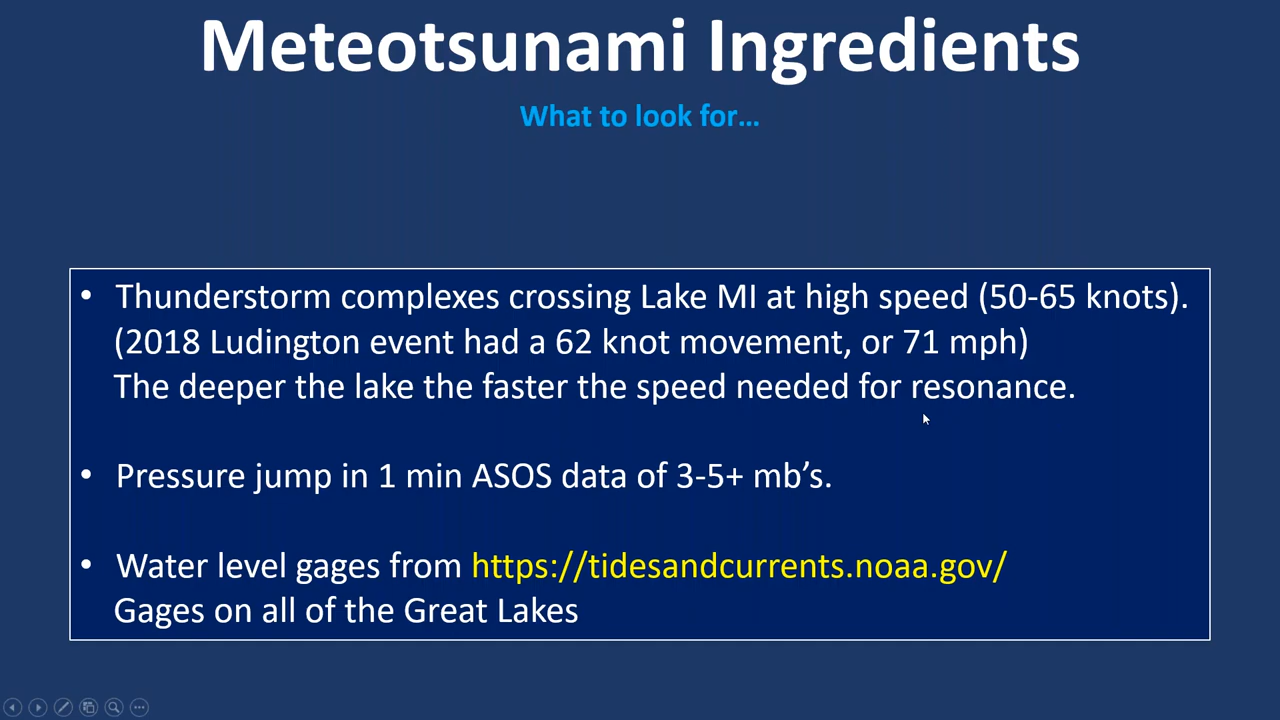 Meteotsunami Ingredients
What to look for...
• Thunderstorm complexes crossing Lake MI at high speed (50-65 knots).
(2018 Ludington event had a 62 knot movement, or 71 mph)
The deeper the lake the faster the speed needed for resonance.
• Pressure jump in 1 min ASOS data of 3-5+ mb’s.
• Water level gages from https://tidesandcurrents.noaa.gov/
Gages on all of the Great Lakes